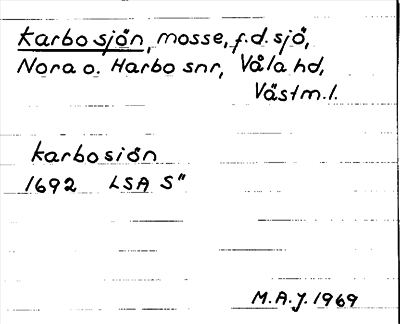 Karbosjön, mosse, f.d. sjö,
Nora o. Harbo snr, Våla hd,
Västm.l.
Karbosiön
1692 LSA S"
M.A.J. 1969